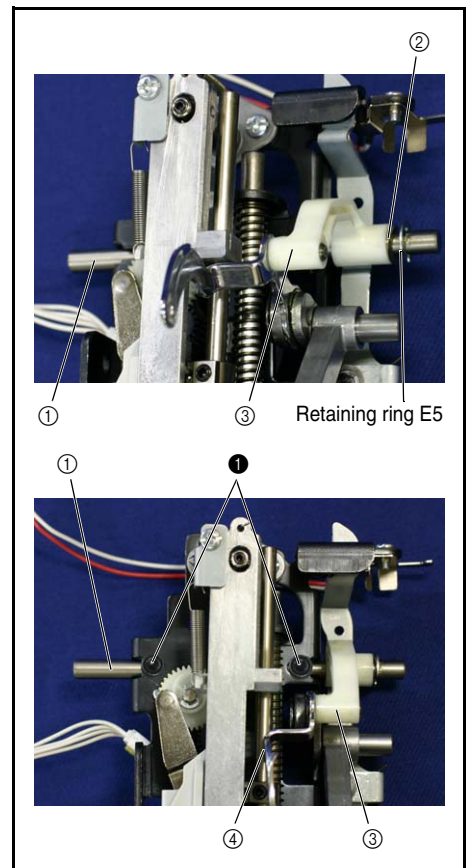 ②
① ③ Retaining ring E5
① ❶
④ ③